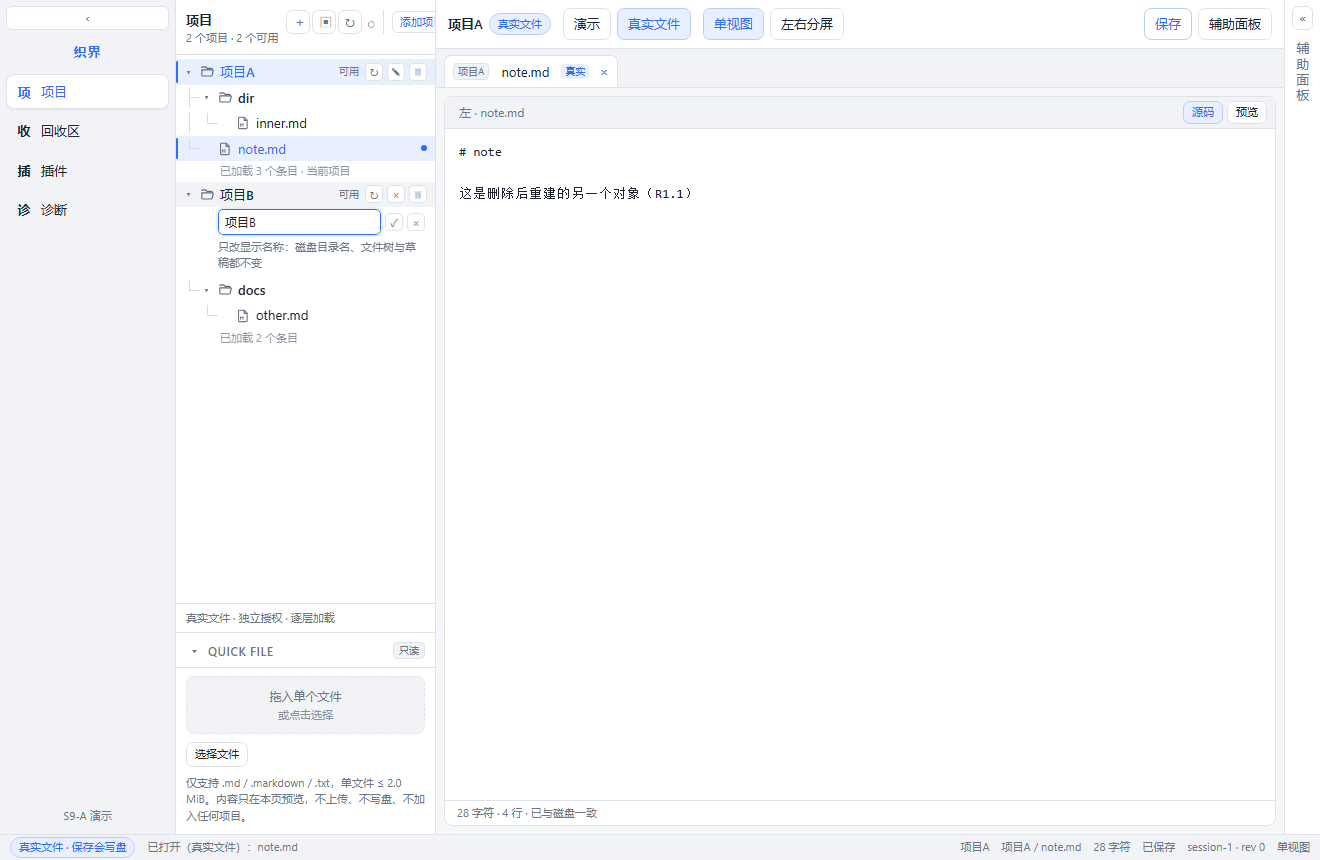 ‹
织界
项 项目
收 回收区
插 插件
诊 诊断
S9-A 演示
项目
2 个项目 · 2 个可用
+ ↻ ○ 添加项
项目A 可用 ↻
dir
inner.md
note.md
已加载 3 个条目 · 当前项目
项目B 可用 ↻ ×
项目B ✓ ×
只改显示名称：磁盘目录名、文件树与草
稿都不变
docs
other.md
已加载 2 个条目
真实文件 · 独立授权 · 逐层加载
QUICK FILE 只读
拖入单个文件
或点击选择
选择文件
仅支持 .md / .markdown / .txt，单文件 ≤ 2.0
MiB。内容只在本页预览，不上传、不写盘、不加
入任何项目。
项目A 真实文件 演示 真实文件 单视图 左右分屏 保存 辅助面板
项目A note.md 真实 ×
左 · note.md 源码 预览
# note
这是删除后重建的另一个对象（R1.1）
28 字符 · 4 行 · 已与磁盘一致
«
辅助面板
真实文件 · 保存会写盘 已打开（真实文件）：note.md 项目A 项目A / note.md 28 字符 已保存 session-1 · rev 0 单视图